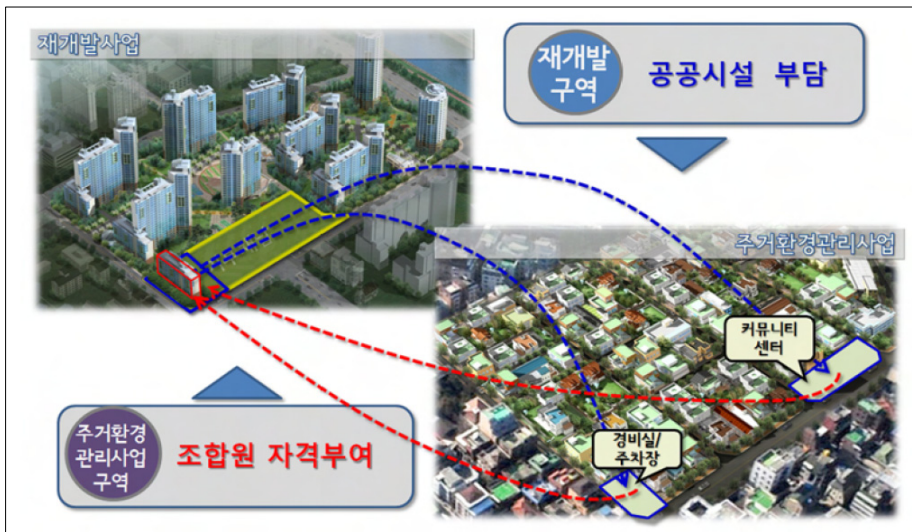 재개발사업
재개발
구역
공공시설 부담
주거환경관리사업
커뮤니티
센터
경비실/
주차장
주거환경
관리사업
구역
조합원 자격부여